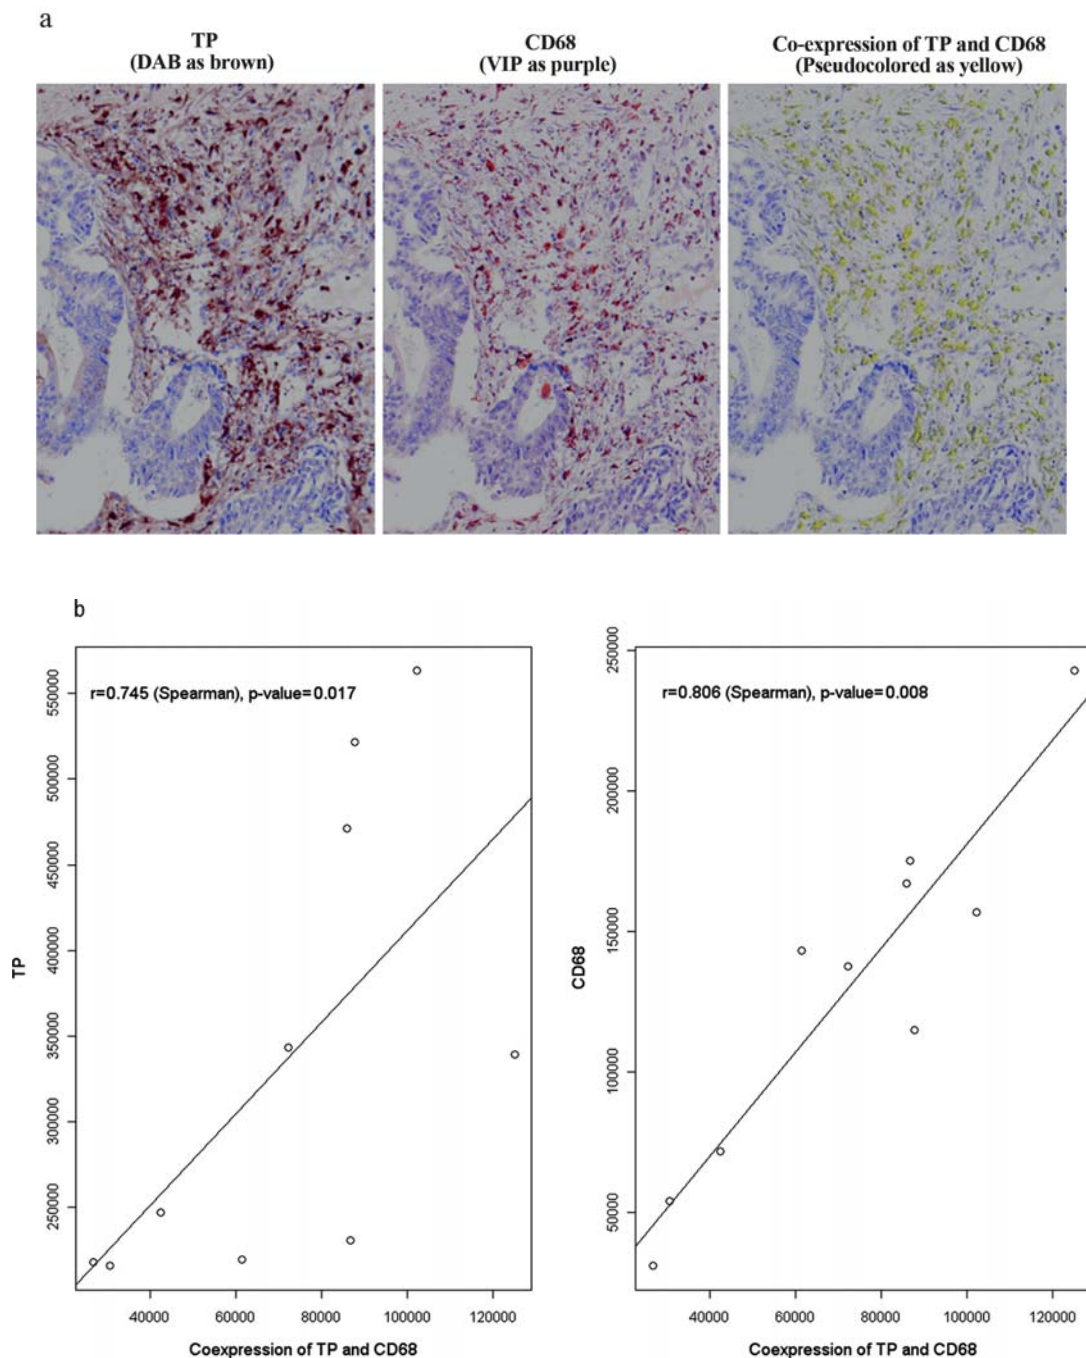 a
TP
(DAB as brown)
CD68
(VIP as purple)
Co-expression of TP and CD68
(Pseudocolored as yellow)
b
r=0.745 (Spearman), p-value=0.017
TP
550000
500000
450000
400000
350000
300000
250000
40000 60000 80000 100000 120000
Coexpression of TP and CD68
r=0.806 (Spearman), p-value=0.008
CD68
250000
200000
150000
100000
50000
40000 60000 80000 100000 120000
Coexpression of TP and CD68